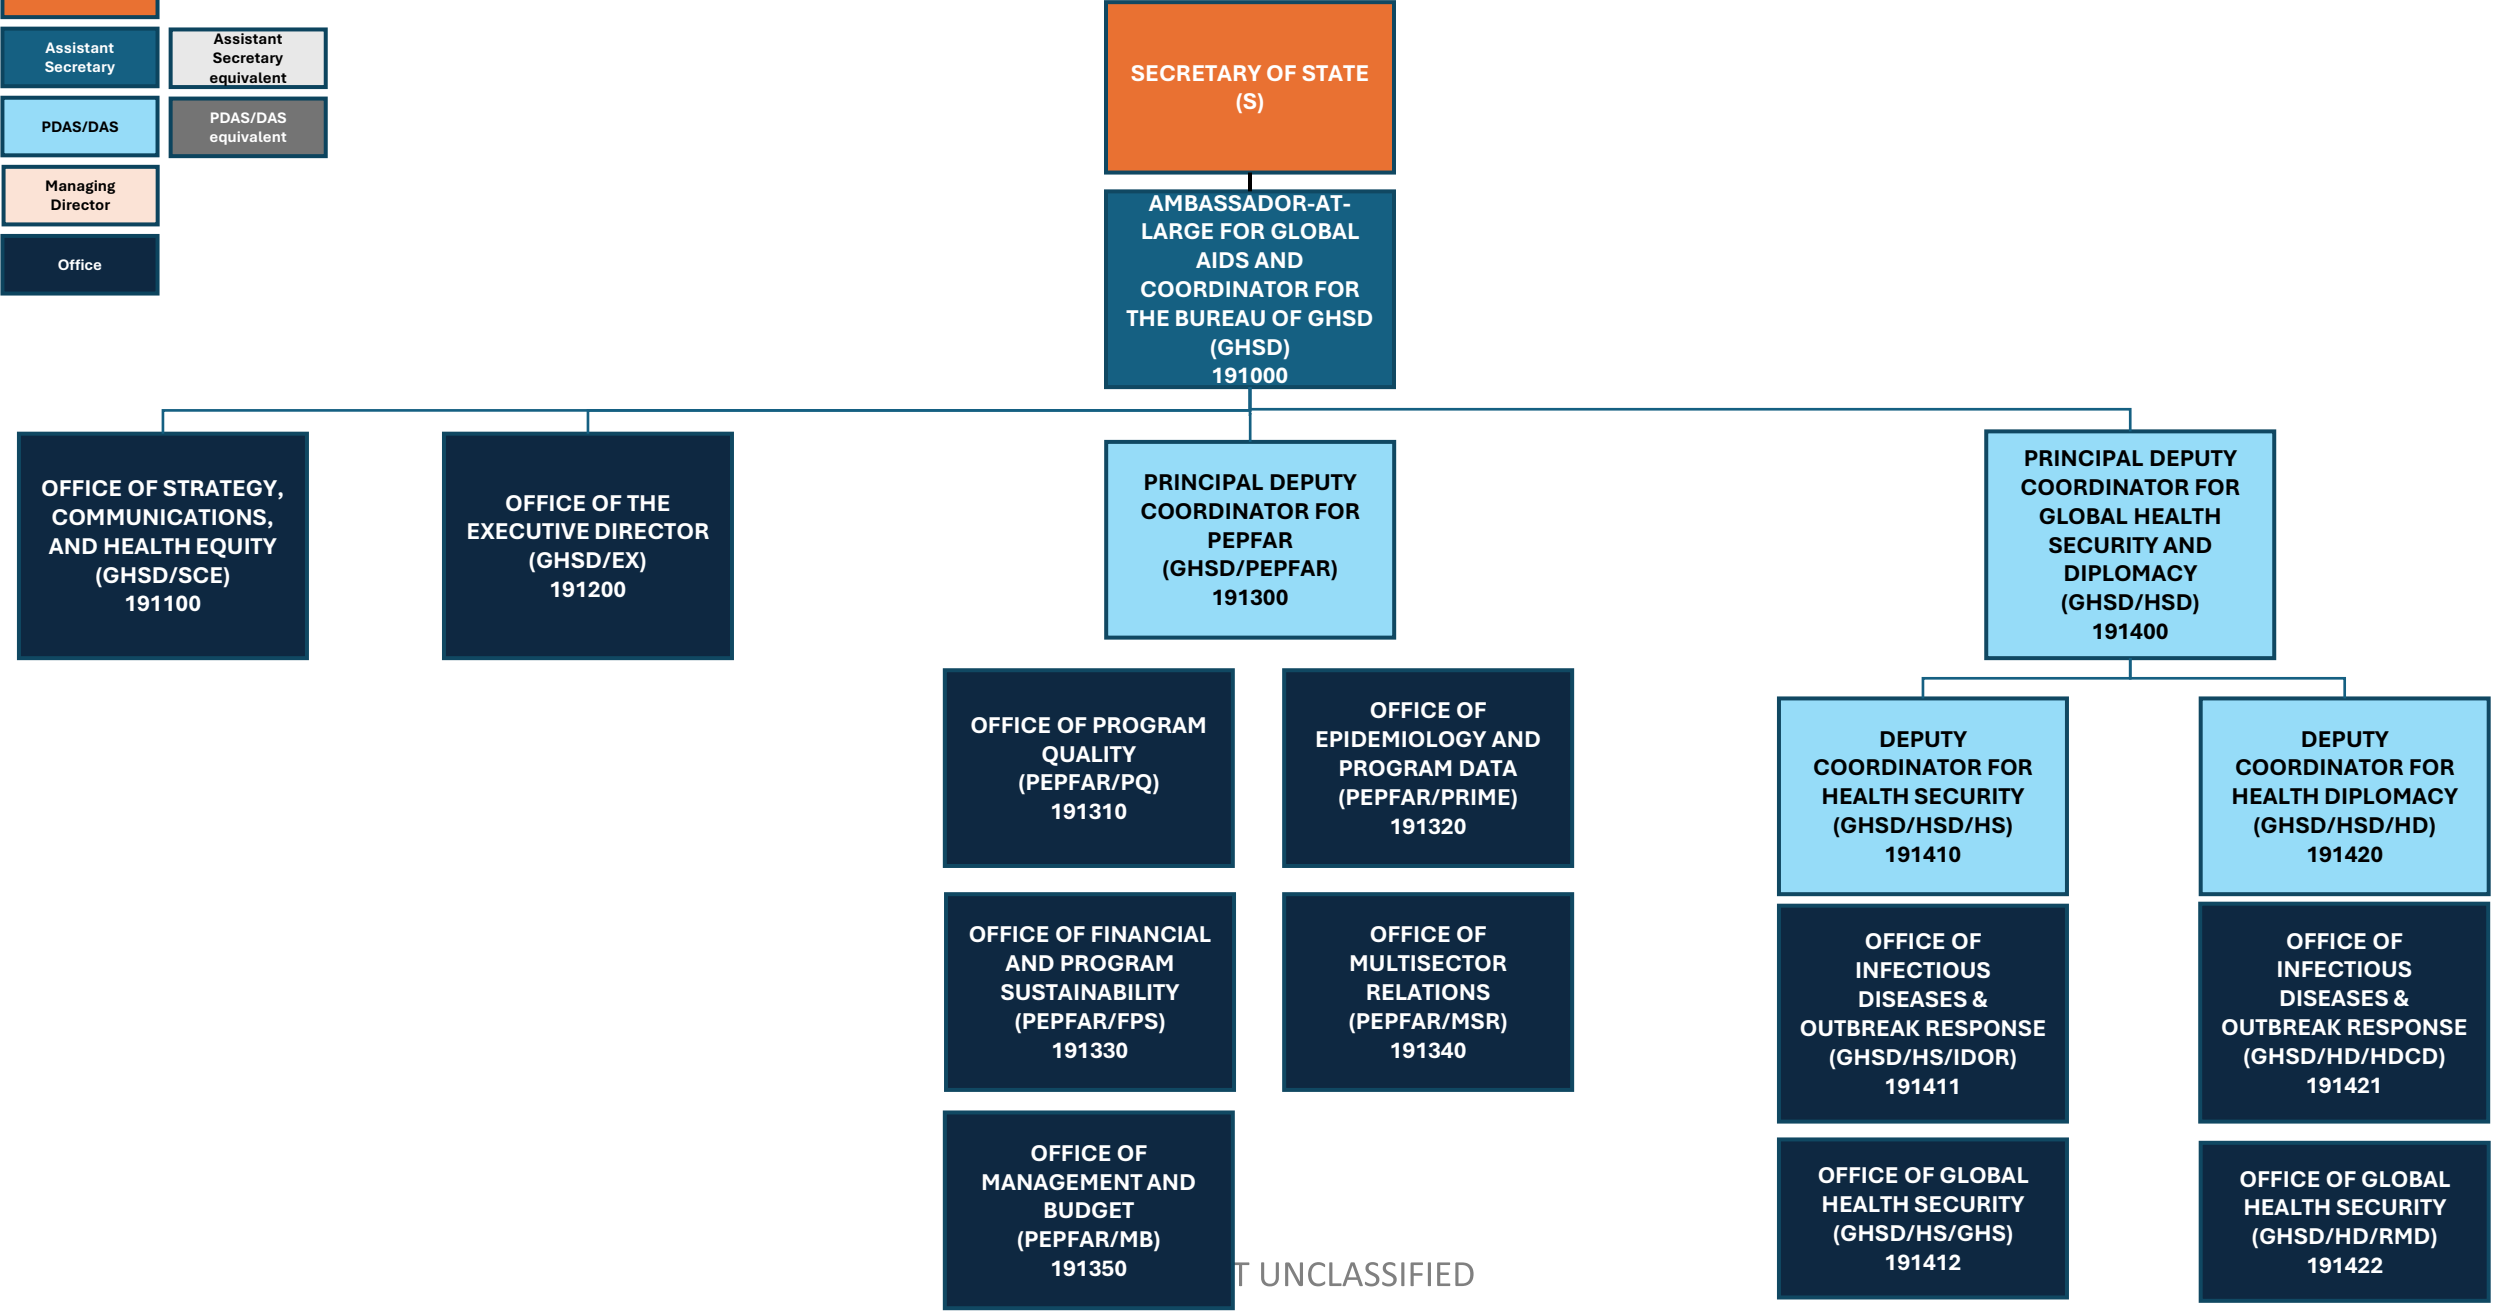 Assistant
Secretary
Assistant
Secretary
equivalent
PDAS/DAS
PDAS/DAS
equivalent
Managing
Director
Office
SECRETARY OF STATE
(S)
AMBASSADOR-AT-
LARGE FOR GLOBAL
AIDS AND
COORDINATOR FOR
THE BUREAU OF GHSD
(GHSD)
191000
OFFICE OF STRATEGY,
COMMUNICATIONS,
AND HEALTH EQUITY
(GHSD/SCE)
191100
OFFICE OF THE
EXECUTIVE DIRECTOR
(GHSD/EX)
191200
PRINCIPAL DEPUTY
COORDINATOR FOR
PEPFAR
(GHSD/PEPFAR)
191300
PRINCIPAL DEPUTY
COORDINATOR FOR
GLOBAL HEALTH
SECURITY AND
DIPLOMACY
(GHSD/HSD)
191400
OFFICE OF PROGRAM
QUALITY
(PEPFAR/PQ)
191310
OFFICE OF
EPIDEMIOLOGY AND
PROGRAM DATA
(PEPFAR/PRIME)
191320
DEPUTY
COORDINATOR FOR
HEALTH SECURITY
(GHSD/HSD/HS)
191410
DEPUTY
COORDINATOR FOR
HEALTH DIPLOMACY
(GHSD/HSD/HD)
191420
OFFICE OF FINANCIAL
AND PROGRAM
SUSTAINABILITY
(PEPFAR/FPS)
191330
OFFICE OF
MULTISECTOR
RELATIONS
(PEPFAR/MSR)
191340
OFFICE OF
INFECTIOUS
DISEASES &
OUTBREAK RESPONSE
(GHSD/HS/IDOR)
191411
OFFICE OF
INFECTIOUS
DISEASES &
OUTBREAK RESPONSE
(GHSD/HD/HDCD)
191421
OFFICE OF
MANAGEMENT AND
BUDGET
(PEPFAR/MB)
191350
OFFICE OF GLOBAL
HEALTH SECURITY
(GHSD/HS/GHS)
191412
OFFICE OF GLOBAL
HEALTH SECURITY
(GHSD/HD/RMD)
191422
UNCLASSIFIED